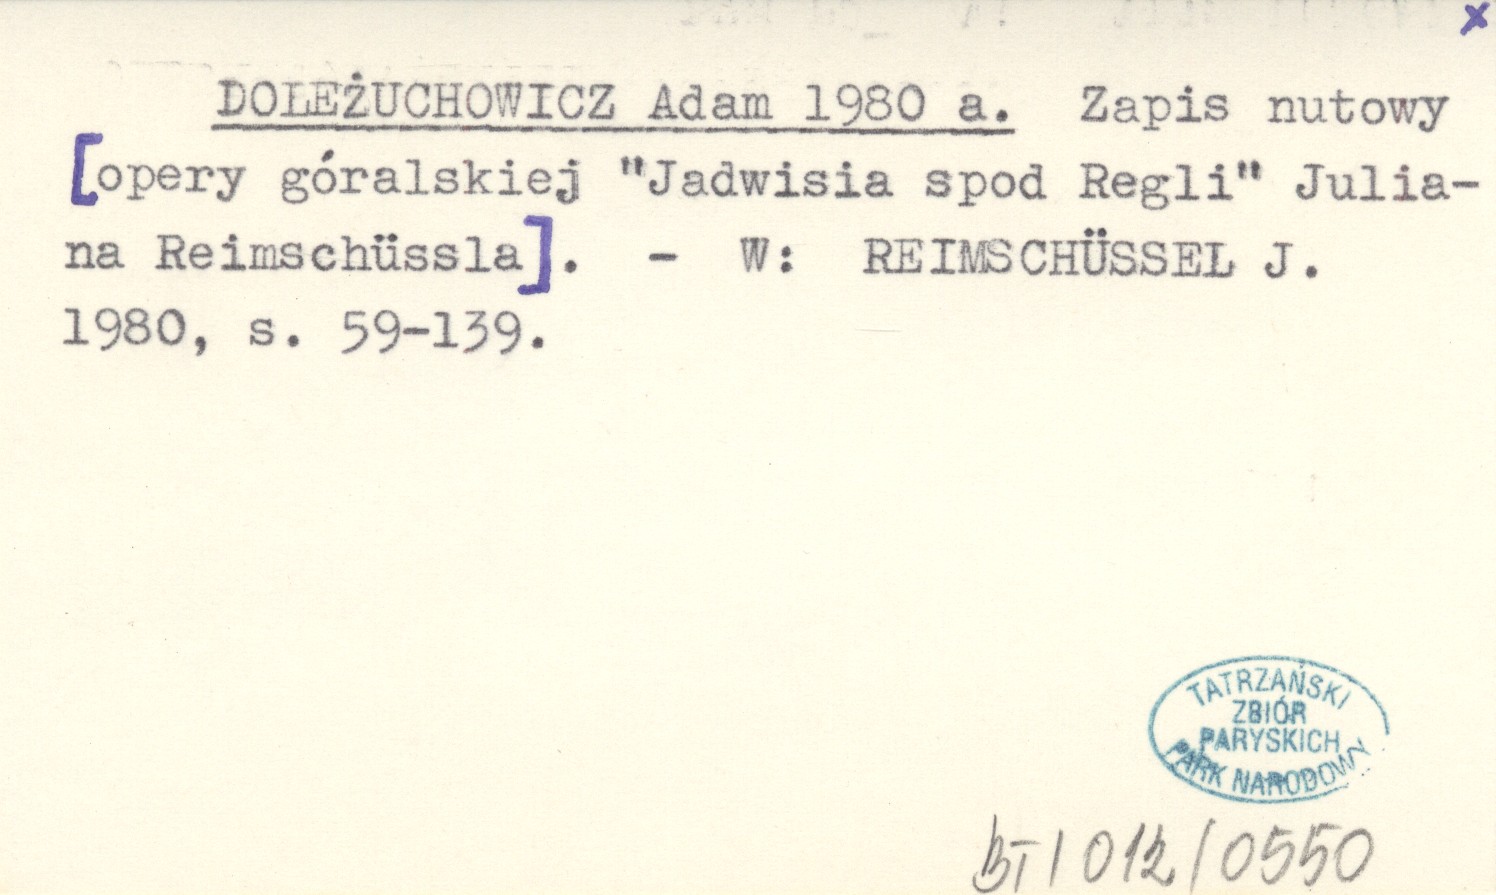 x
DOLEŻUCHOWICZ Adam 1980 a. Zapis nutowy
[opery góralskiej "Jadwisia spod Regli" Julia-
na Reimschüssla]. - W: REIMSCHÜSSEL J.
1980, s. 59-139.
TATRZAŃSKI
ZBIÓR
PARYSKICH
PARK NARODOWY
BT/012/0550